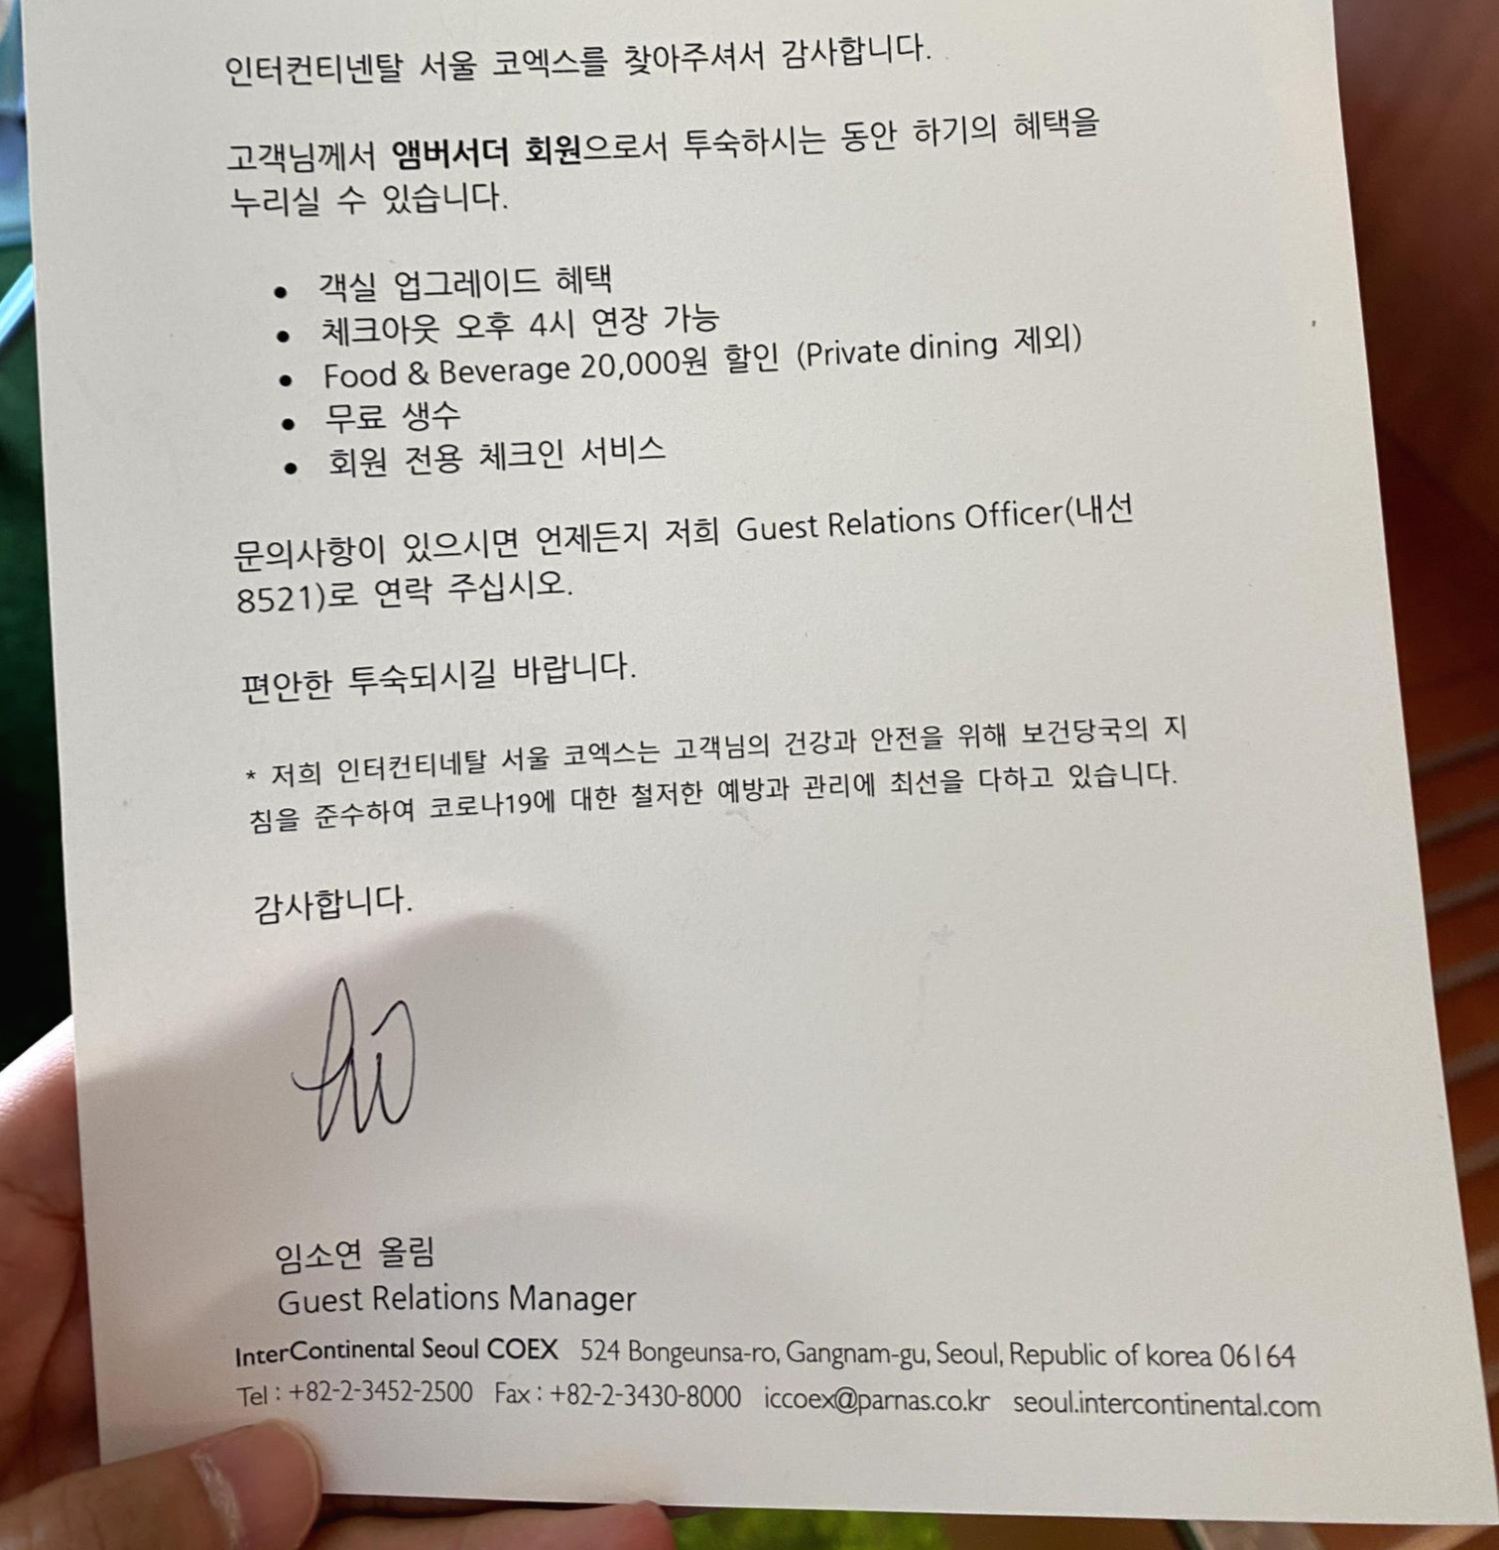 인터컨티넨탈 서울 코엑스를 찾아주셔서 감사합니다.
고객님께서 앰버서더 회원으로서 투숙하시는 동안 하기의 혜택을
누리실 수 있습니다.
• 객실 업그레이드 혜택
• 체크아웃 오후 4시 연장 가능
• Food & Beverage 20,000원 할인 (Private dining 제외)
• 무료 생수
• 회원 전용 체크인 서비스
문의사항이 있으시면 언제든지 저희 Guest Relations Officer(내선
8521)로 연락 주십시오.
편안한 투숙되시길 바랍니다.
* 저희 인터컨티네탈 서울 코엑스는 고객님의 건강과 안전을 위해 보건당국의 지
침을 준수하여 코로나19에 대한 철저한 예방과 관리에 최선을 다하고 있습니다.
감사합니다.
임소연 올림
Guest Relations Manager
InterContinental Seoul COEX 524 Bongeunsa-ro, Gangnam-gu, Seoul, Republic of korea 06164
Tel : +82-2-3452-2500 Fax : +82-2-3430-8000 iccoex@parnas.co.kr seoul.intercontinental.com